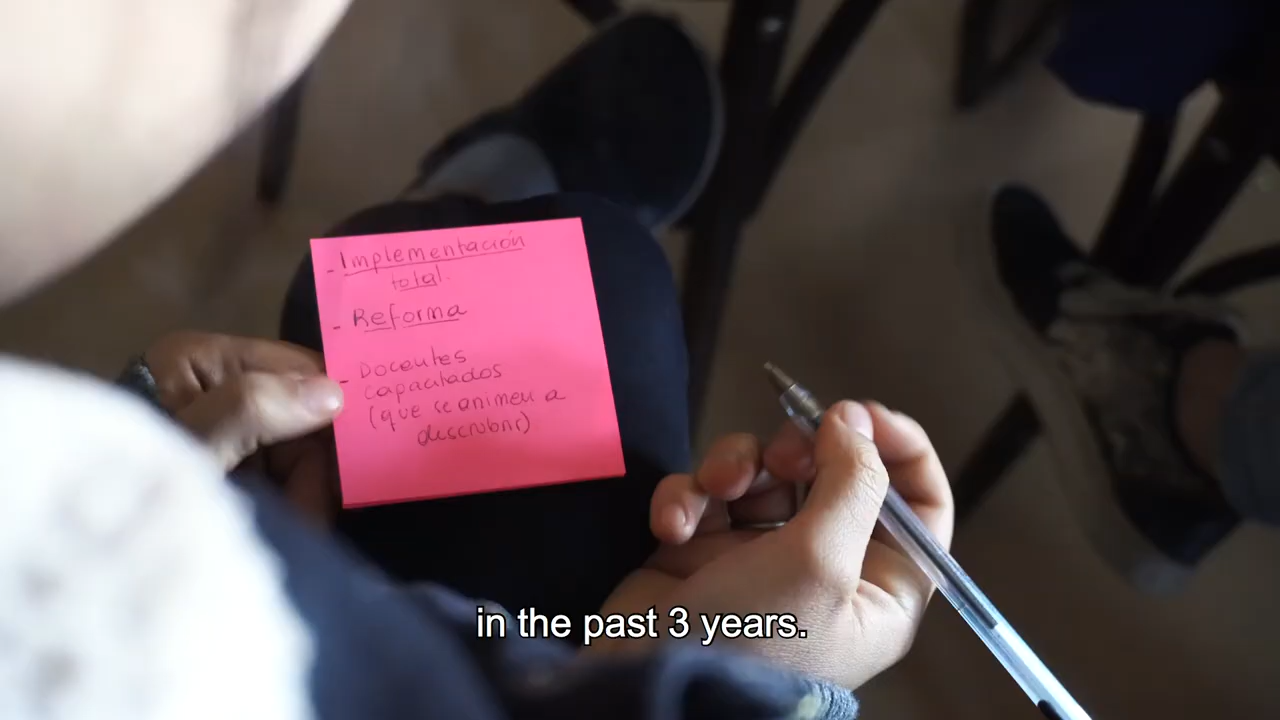 - Implementación
total.
- Reforma
- Docentes
capacitados
(que se animen a
descubrir)
in the past 3 years.